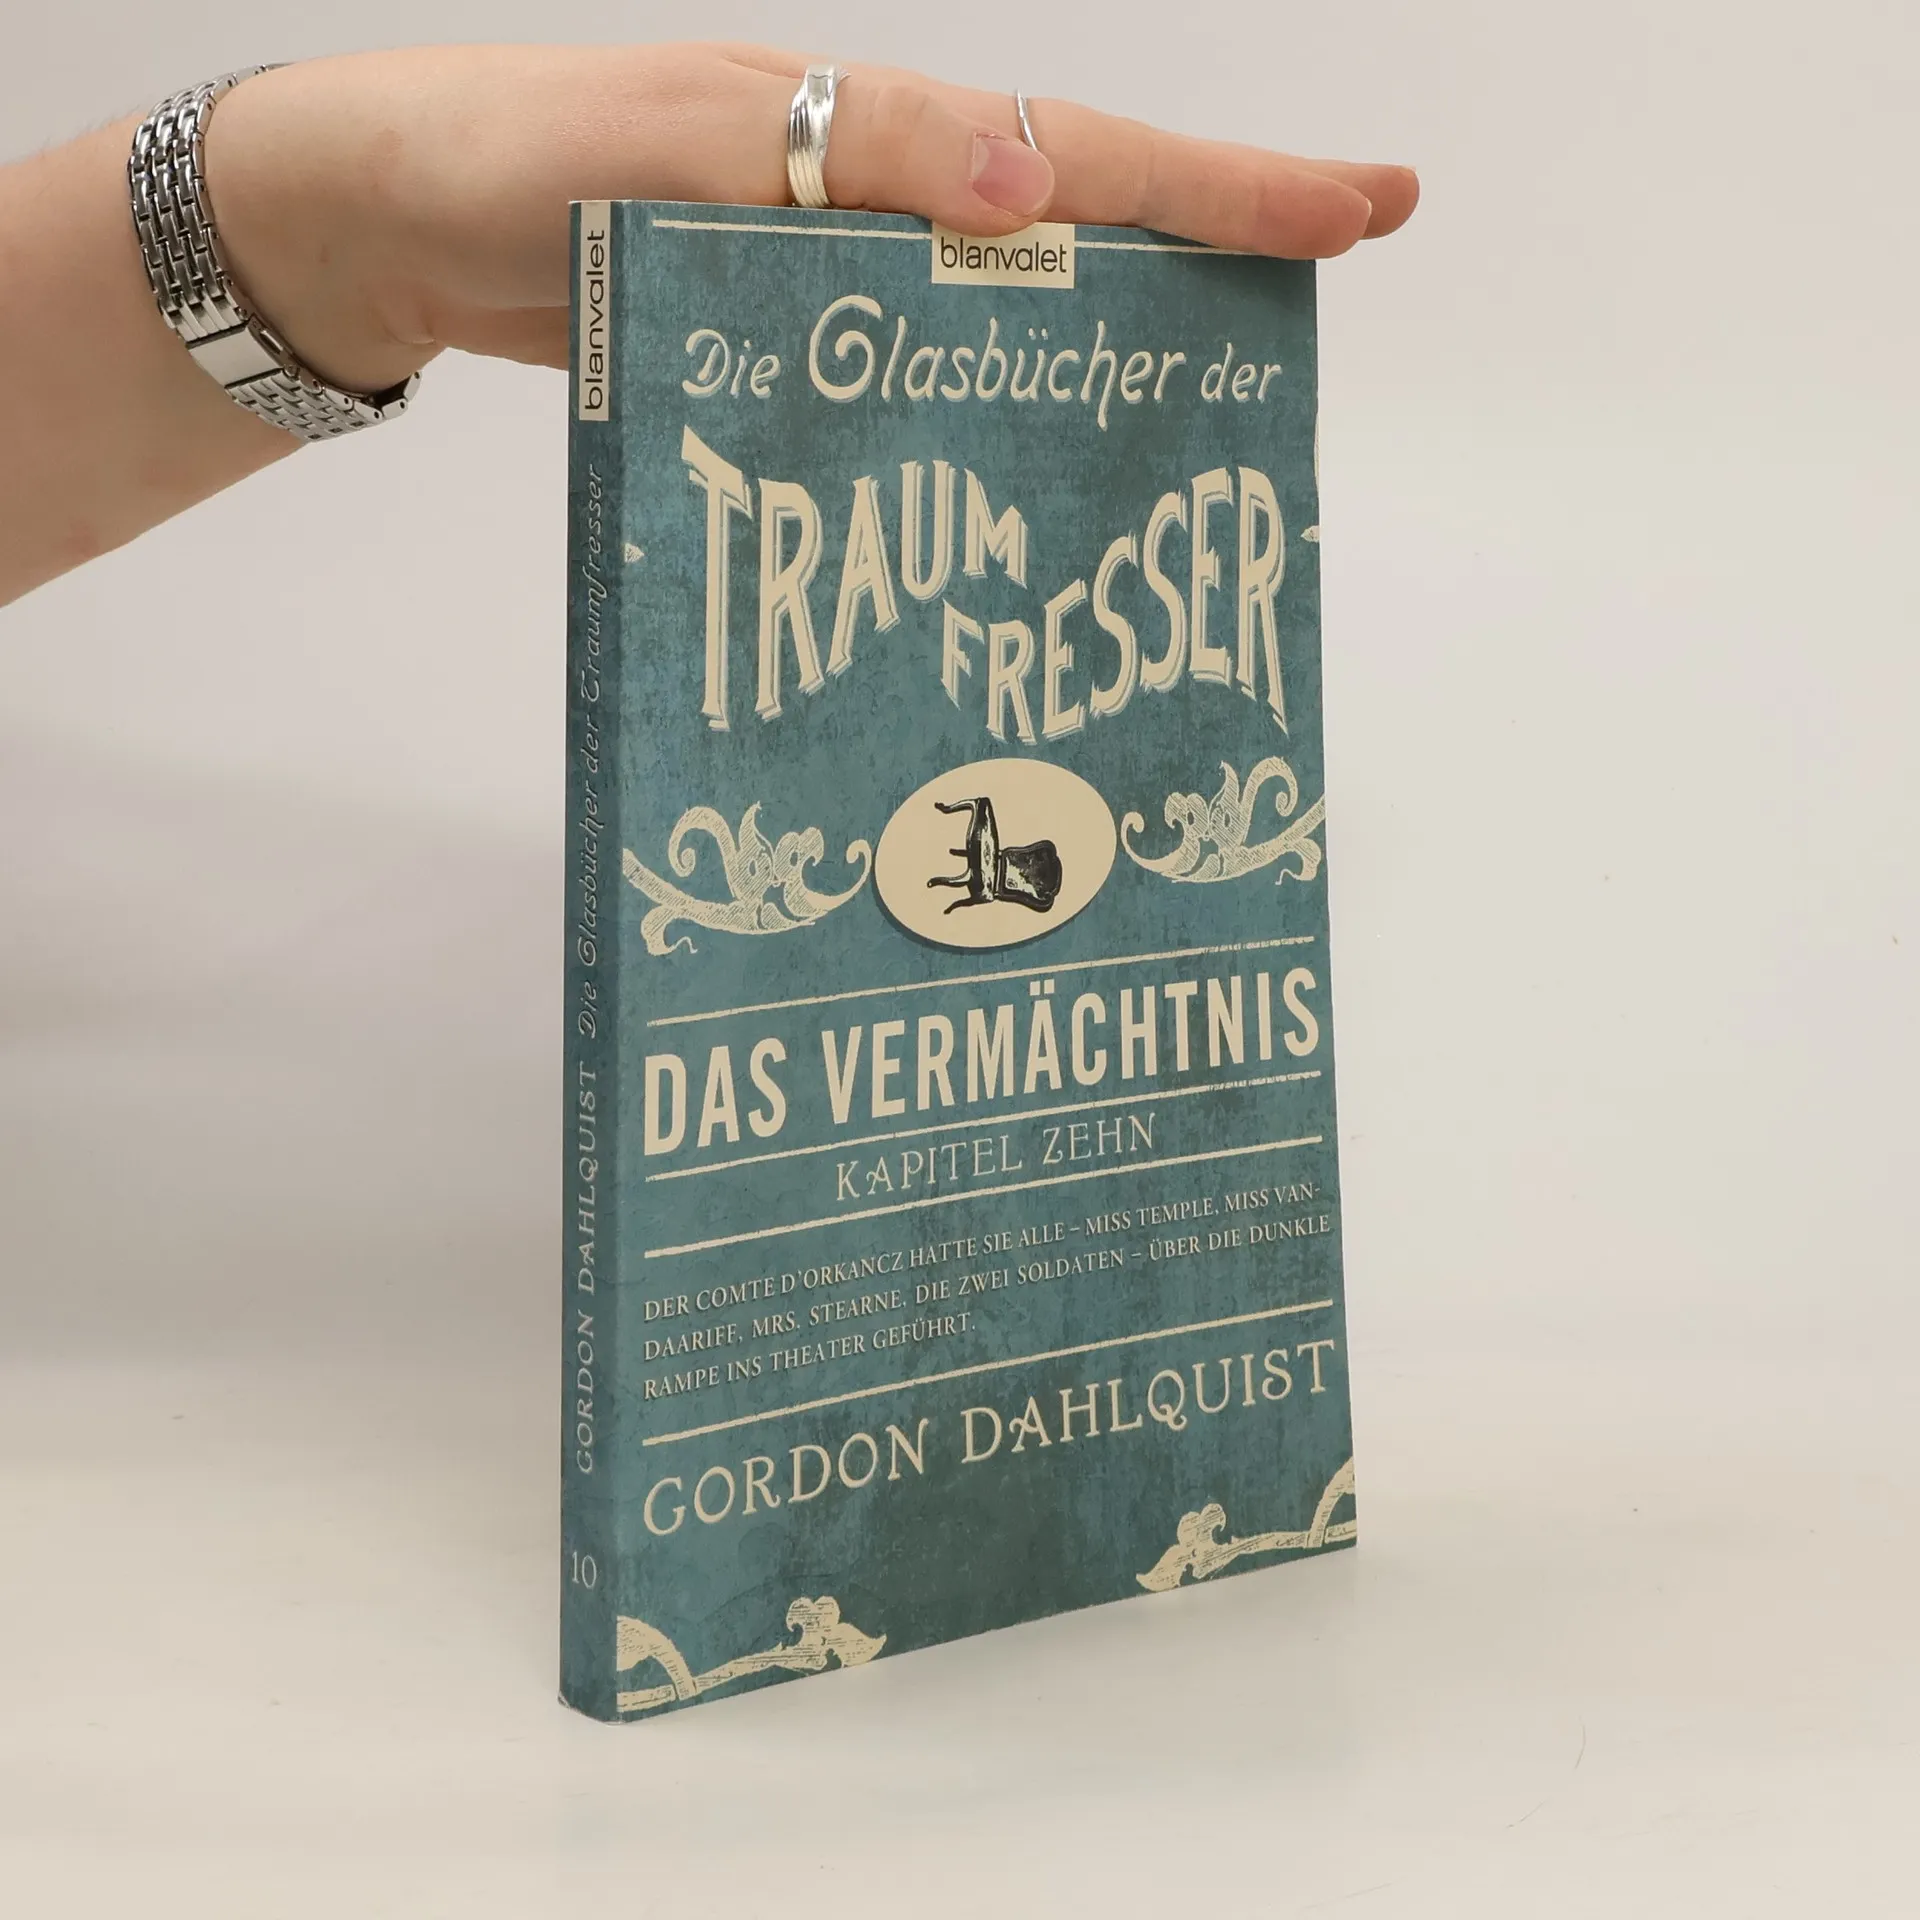 blanvalet
Die Glasbücher der
TRAUM
FRESSER
DAS VERMÄCHTNIS
KAPITEL ZEHN
DER COMTE D'ORKANCZ HATTE SIE ALLE – MISS TEMPLE, MISS VAN-
DAARIFF, MRS. STEARNE, DIE ZWEI SOLDATEN – ÜBER DIE DUNKLE
RAMPE INS THEATER GEFÜHRT.
GORDON DAHLQUIST
blanvalet
GORDON DAHLQUIST Die Glasbücher der Traumfresser
10